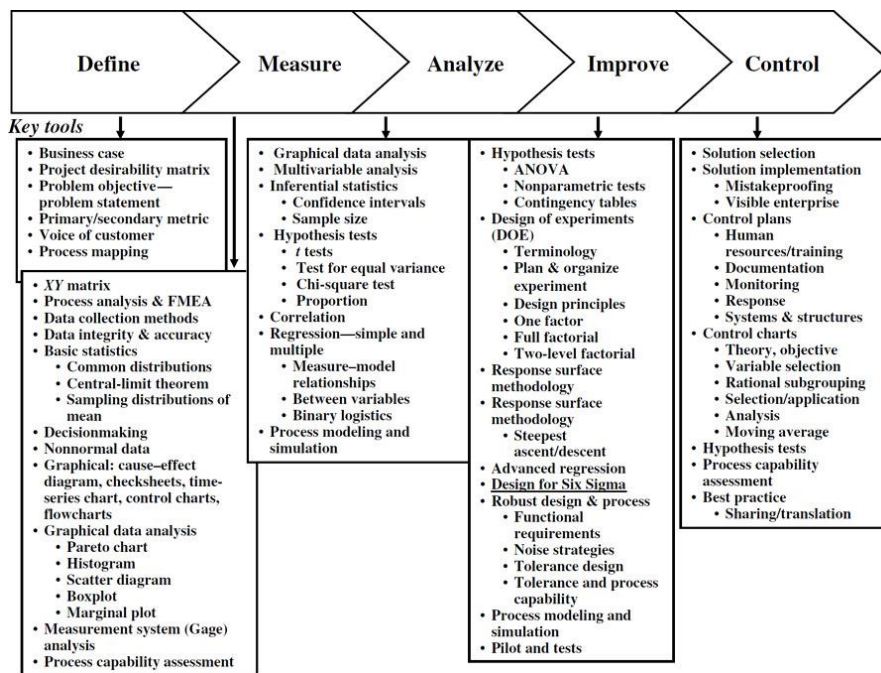 Define
Measure
Analyze
Improve
Control
Key tools
• Business case
• Project desirability matrix
• Problem objective—
problem statement
• Primary/secondary metric
• Voice of customer
• Process mapping
• XY matrix
• Process analysis & FMEA
• Data collection methods
• Data integrity & accuracy
• Basic statistics
• Common distributions
• Central-limit theorem
• Sampling distributions of
mean
• Decisionmaking
• Nonnormal data
• Graphical: cause–effect
diagram, checksheets, time-
series chart, control charts,
flowcharts
• Graphical data analysis
• Pareto chart
• Histogram
• Scatter diagram
• Boxplot
• Marginal plot
• Measurement system (Gage)
analysis
• Process capability assessment
• Graphical data analysis
• Multivariable analysis
• Inferential statistics
• Confidence intervals
• Sample size
• Hypothesis tests
• t tests
• Test for equal variance
• Chi-square test
• Proportion
• Correlation
• Regression—simple and
multiple
• Measure–model
relationships
• Between variables
• Binary logistics
• Process modeling and
simulation
• Hypothesis tests
• ANOVA
• Nonparametric tests
• Contingency tables
• Design of experiments
(DOE)
• Terminology
• Plan & organize
experiment
• Design principles
• One factor
• Full factorial
• Two-level factorial
• Response surface
methodology
• Response surface
methodology
• Steepest
ascent/descent
• Advanced regression
• Design for Six Sigma
• Robust design & process
• Functional
requirements
• Noise strategies
• Tolerance design
• Tolerance and process
capability
• Process modeling and
simulation
• Pilot and tests
• Solution selection
• Solution implementation
• Mistakeproofing
• Visible enterprise
• Control plans
• Human
resources/training
• Documentation
• Monitoring
• Response
• Systems & structures
• Control charts
• Theory, objective
• Variable selection
• Rational subgrouping
• Selection/application
• Analysis
• Moving average
• Hypothesis tests
• Process capability
assessment
• Best practice
• Sharing/translation